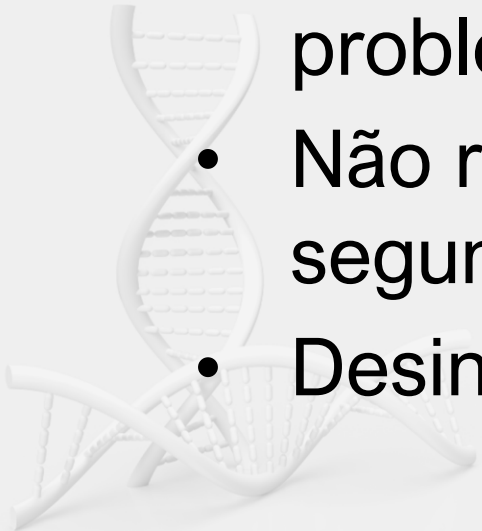 proble
• Não r
segur
• Desin